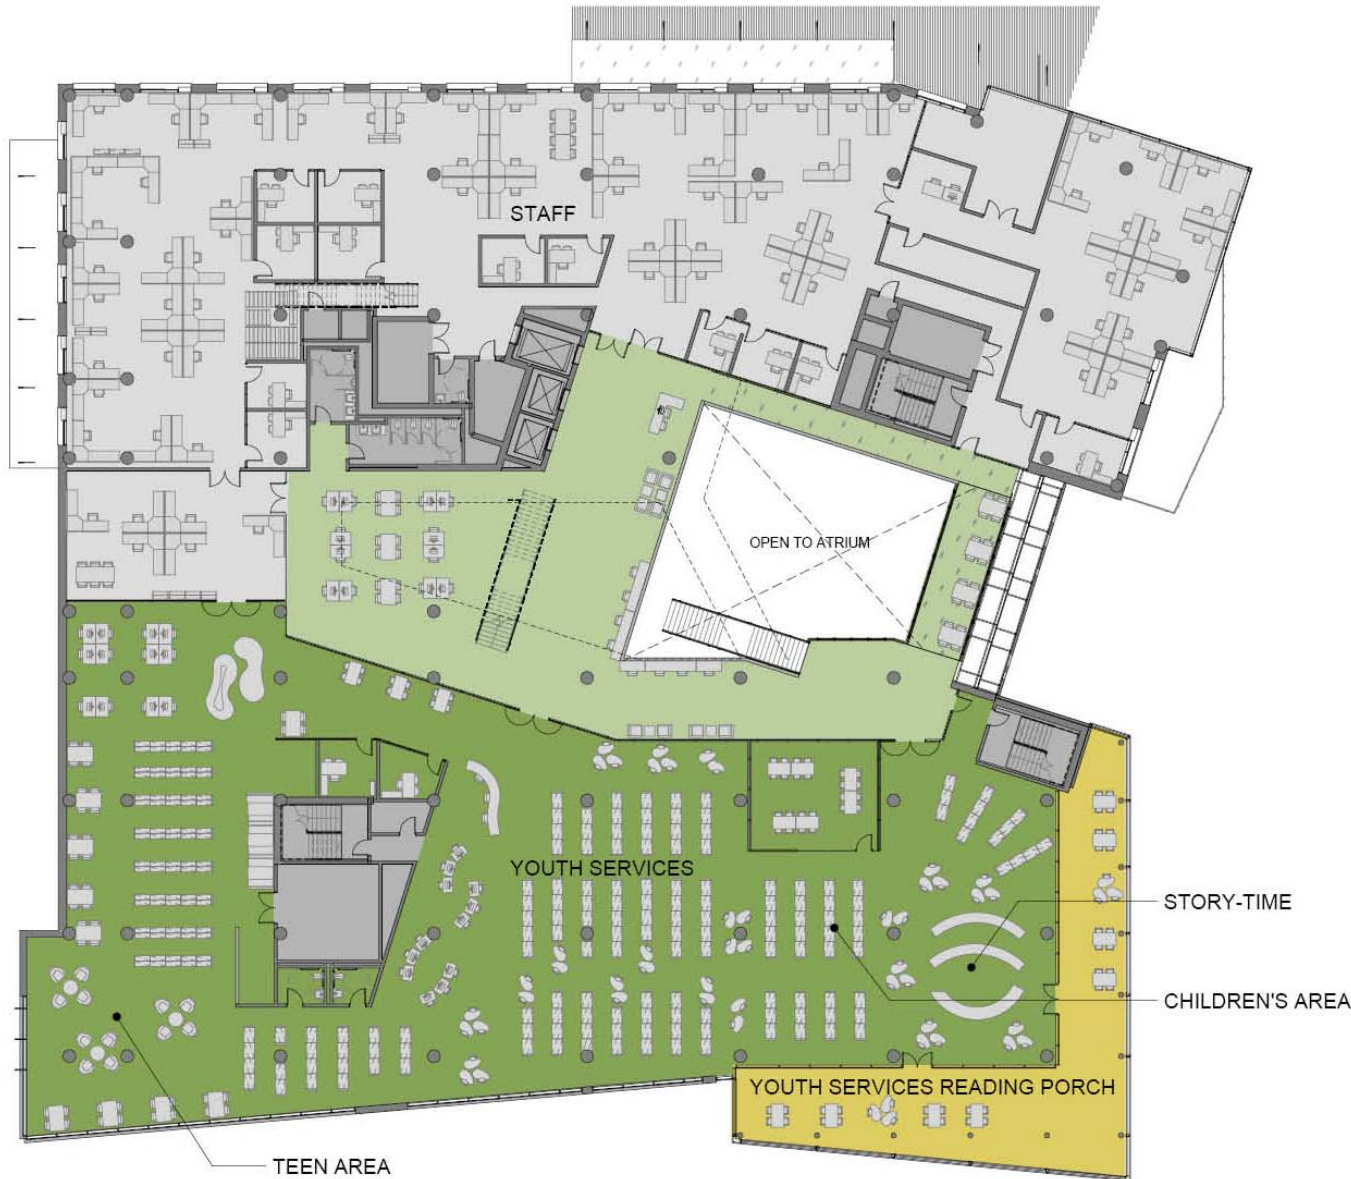 STAFF
OPEN TO ATRIUM
YOUTH SERVICES
STORY-TIME
CHILDREN'S AREA
YOUTH SERVICES READING PORCH
TEEN AREA